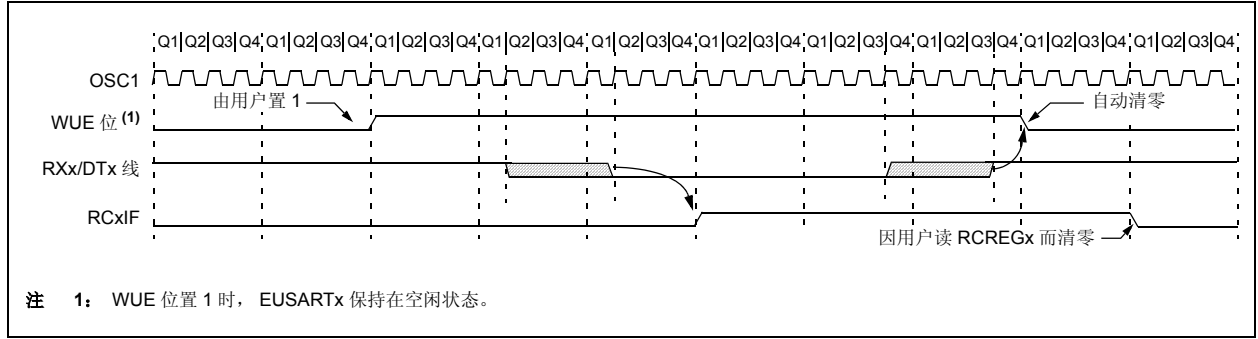 Q1 Q2 Q3 Q4 Q1 Q2 Q3 Q4 Q1 Q2 Q3 Q4 Q1 Q2 Q3 Q4 Q1 Q2 Q3 Q4 Q1 Q2 Q3 Q4 Q1 Q2 Q3 Q4 Q1 Q2 Q3 Q4 Q1 Q2 Q3 Q4 Q1 Q2 Q3 Q4
OSC1
由用户置 1
自动清零
WUE 位 (1)
RXx/DTx 线
RCxIF
因用户读 RCREGx 而清零
注 1： WUE 位置 1 时， EUSARTx 保持在空闲状态。